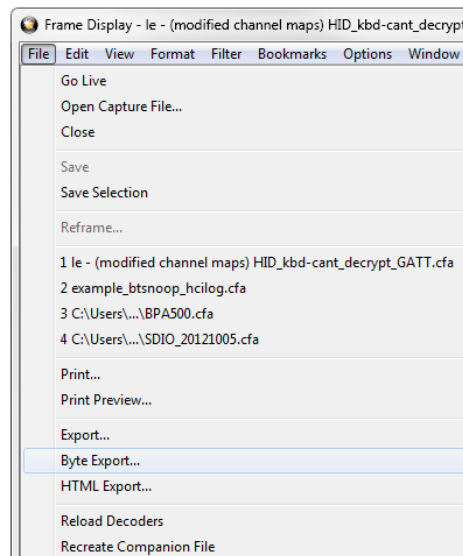 Frame Display - le - (modified channel maps) HID_kbd-cant_decrypt
File Edit View Format Filter Bookmarks Options Window
Go Live
Open Capture File...
Close
Save
Save Selection
Reframe...
1 le - (modified channel maps) HID_kbd-cant_decrypt_GATT.cfa
2 example_btsnoop_hcilog.cfa
3 C:\Users\...\BPA500.cfa
4 C:\Users\...\SDIO_20121005.cfa
Print...
Print Preview...
Export...
Byte Export...
HTML Export...
Reload Decoders
Recreate Companion File